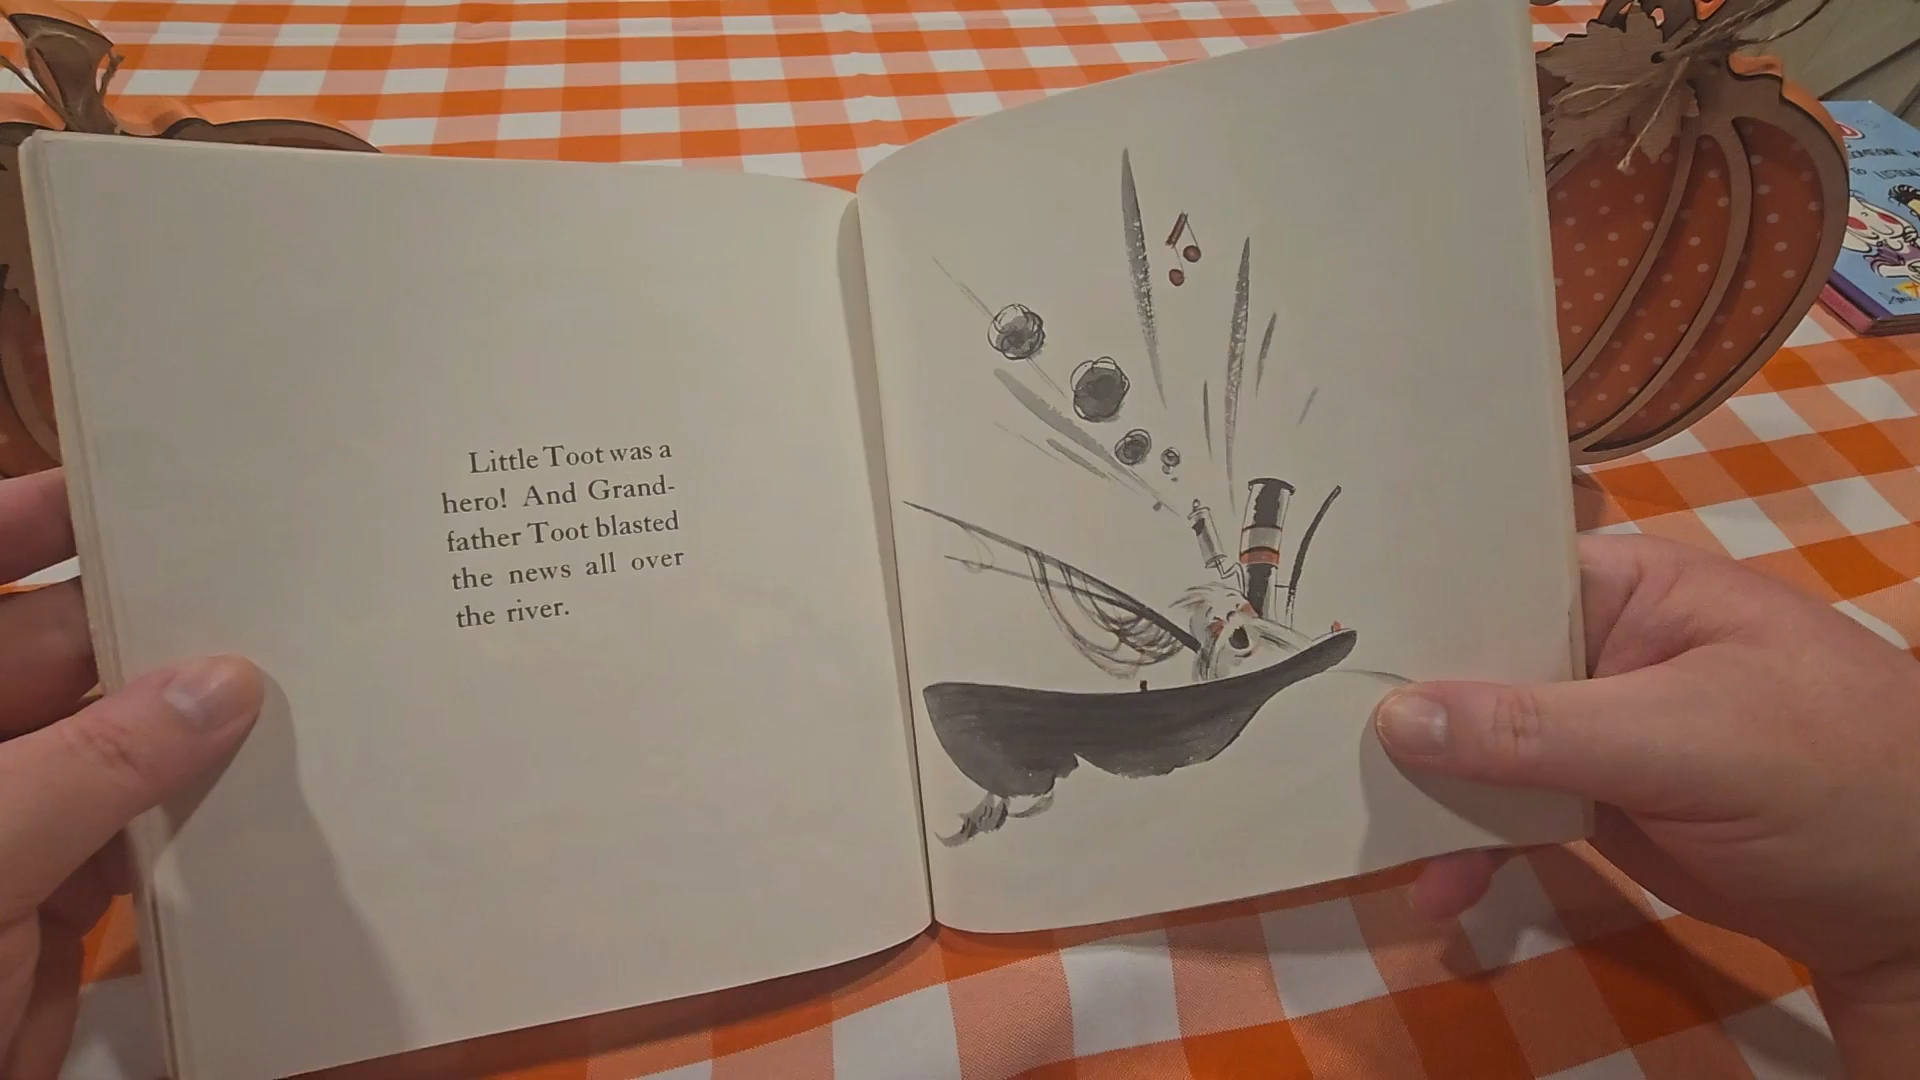 Little Toot was a
hero! And Grand-
father Toot blasted
the news all over
the river.